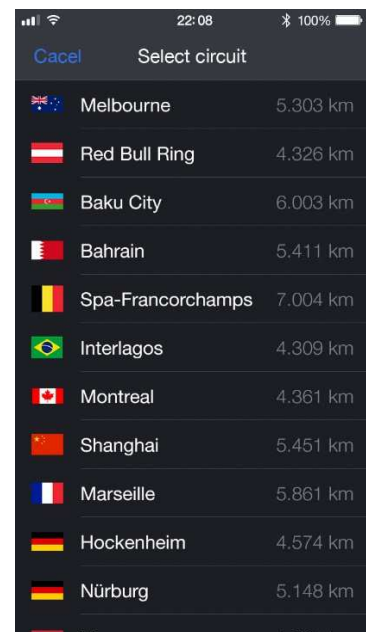 22:08 100%
Cacel Select circuit
Melbourne 5.303 km
Red Bull Ring 4.326 km
Baku City 6.003 km
Bahrain 5.411 km
Spa-Francorchamps 7.004 km
Interlagos 4.309 km
Montreal 4.361 km
Shanghai 5.451 km
Marseille 5.861 km
Hockenheim 4.574 km
Nürburg 5.148 km